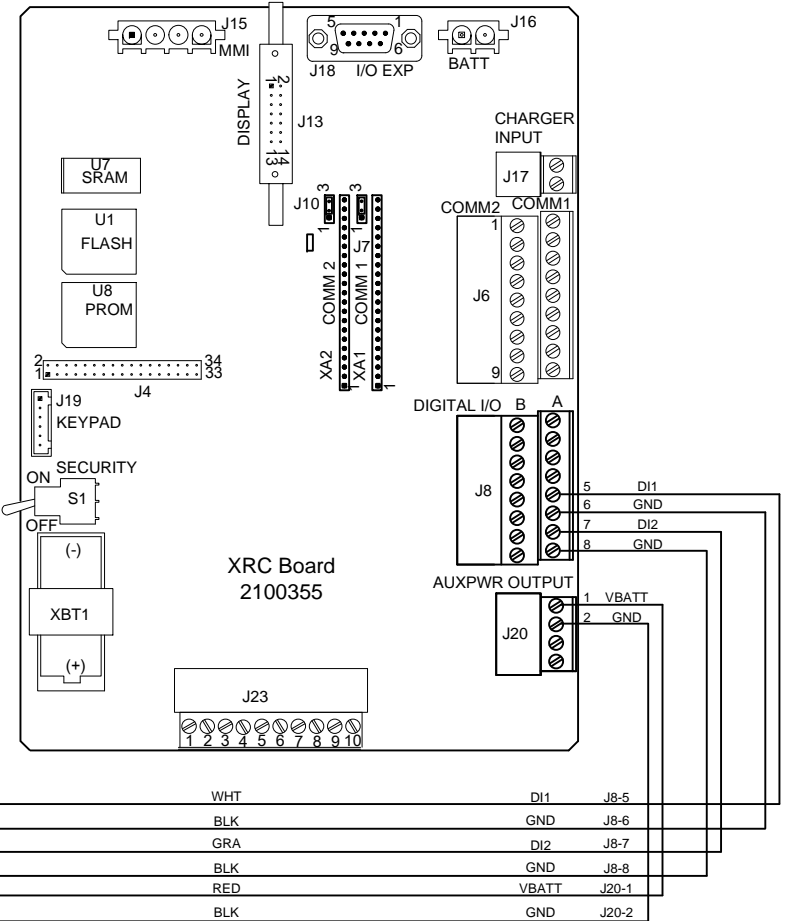 J15
MMI
5 1
9 6
J18 I/O EXP
J16
BATT
DISPLAY
1 2
13 14
J13
CHARGER
INPUT
J17
U7
SRAM
U1
FLASH
U8
PROM
J10
3
1
3
1
J7
COMM 2
COMM 1
XA2
XA1
1
1
COMM2 COMM1
1
J6
9
2 34
1 33
J4
J19
KEYPAD
DIGITAL I/O B A
J8
5 DI1
6 GND
7 DI2
8 GND
SECURITY
ON
S1
OFF
(-)
XBT1
(+)
XRC Board
2100355
AUXPWR OUTPUT
J20
1 VBATT
2 GND
J23
1 2 3 4 5 6 7 8 9 10
WHT DI1 J8-5
BLK GND J8-6
GRA DI2 J8-7
BLK GND J8-8
RED VBATT J20-1
BLK GND J20-2